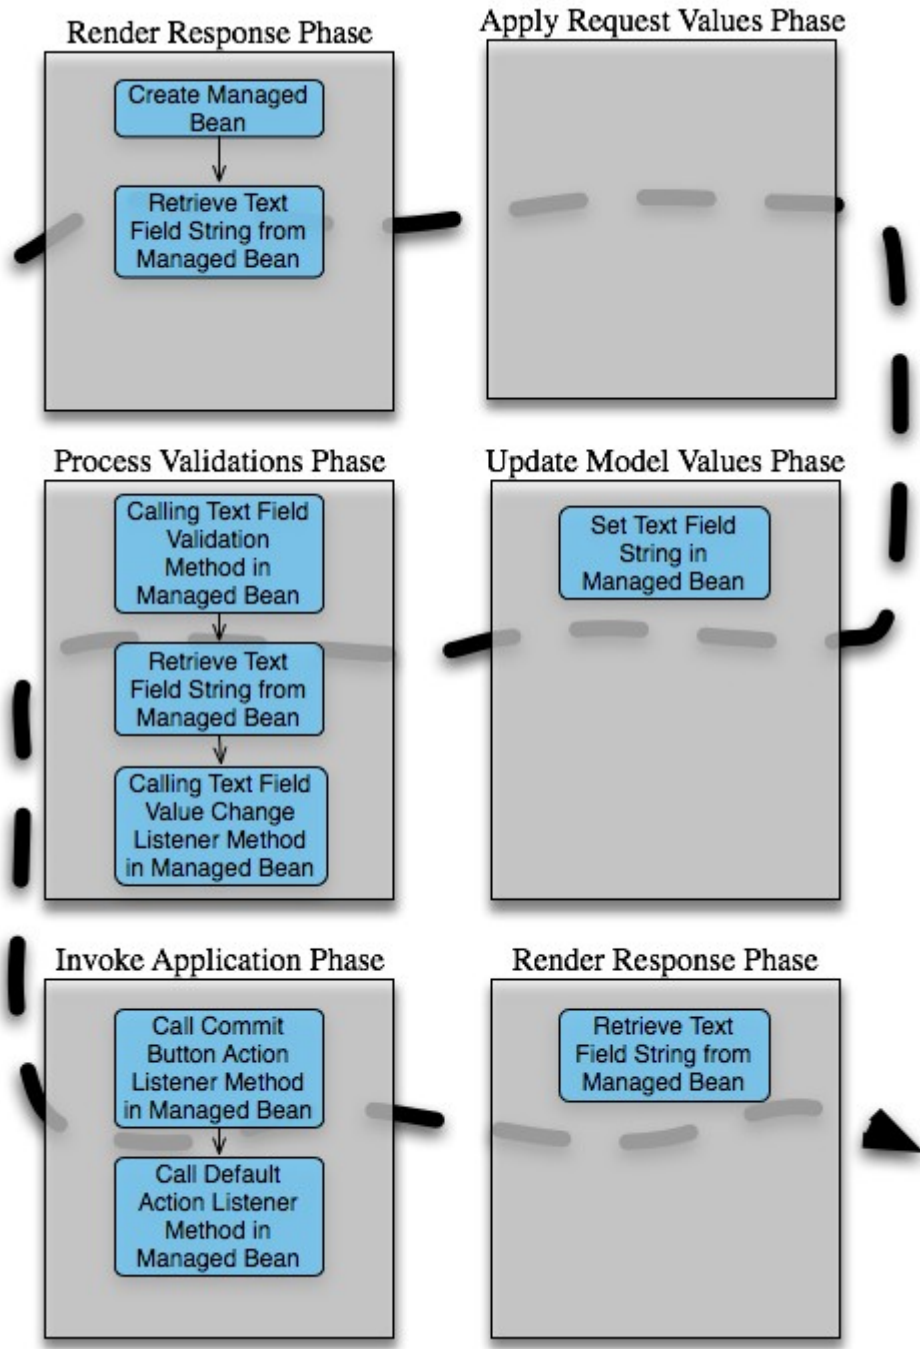 Render Response Phase
Create Managed
Bean
Retrieve Text
Field String from
Managed Bean
Apply Request Values Phase
Process Validations Phase
Calling Text Field
Validation
Method in
Managed Bean
Retrieve Text
Field String from
Managed Bean
Calling Text Field
Value Change
Listener Method
in Managed Bean
Update Model Values Phase
Set Text Field
String in
Managed Bean
Invoke Application Phase
Call Commit
Button Action
Listener Method
in Managed Bean
Call Default
Action Listener
Method in
Managed Bean
Render Response Phase
Retrieve Text
Field String from
Managed Bean